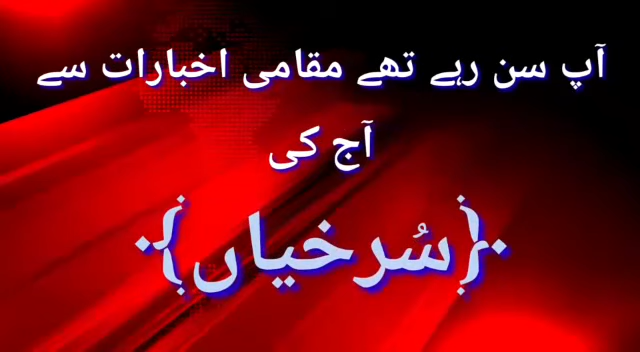 آپ سن رہے تھے مقامی اخبارات سے
آج کی
﴿سُرخیاں﴾